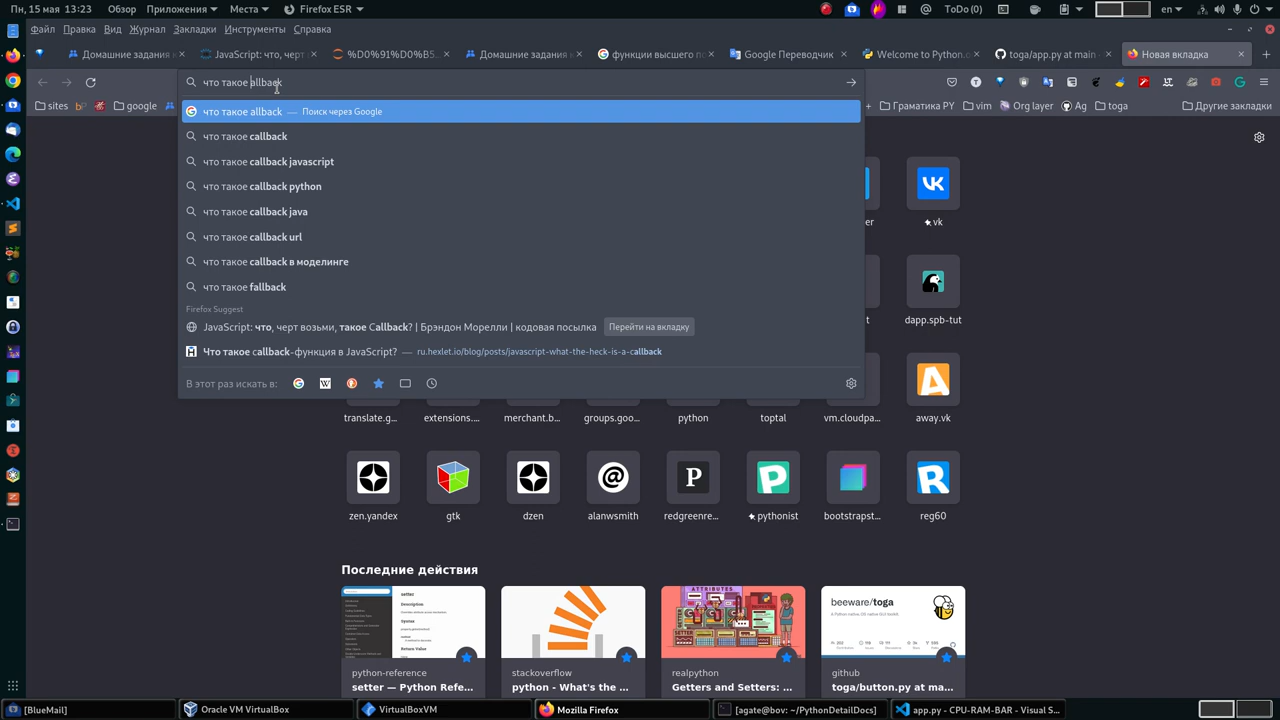 Обзор Приложения Места Firefox ESR Пн, 15 мая 13:23 @ ToDo(0) en
Файл Правка Вид Журнал Закладки Инструменты Справка
Домашние задания к JavaScript: что, черт %D0%91%D0%B5 Домашние задания к функции высшего по Google Переводчик Welcome to Python.o toga/app.py at main Новая вкладка
что такое allback
sites google Грамматика PY vim Org layer Ag toga Другие закладки
что такое allback — Поиск через Google
что такое callback
что такое callback javascript
что такое callback python
что такое callback java
что такое callback url
что такое callback в моделинге
что такое fallback
Firefox Suggest
JavaScript: что, черт возьми, такое Callback? | Брэндон Морелли | кодовая посылка Перейти на вкладку
Что такое callback-функция в JavaScript? — ru.hexlet.io/blog/posts/javascript-what-the-heck-is-a-callback
В этот раз искать в:
vk
dapp.spb-tut
translate.g... extensions.... merchant.b... groups.goo... python toptal vm.cloudpa... away.vk
zen.yandex gtk dzen alanwsmith redgreenre... pythonist bootstrapst... reg60
Последние действия
setter
Description
Return Value
ATTRIBUTES
SETTER
beeware/toga
python-reference
setter — Python Refe...
stackoverflow
python - What's the ...
realpython
Getters and Setters: ...
github
toga/button.py at ma...
[BlueMail] Oracle VM VirtualBox VirtualBoxVM Mozilla Firefox [agate@bov: ~/PythonDetailDocs] app.py - CPU-RAM-BAR - Visual S...